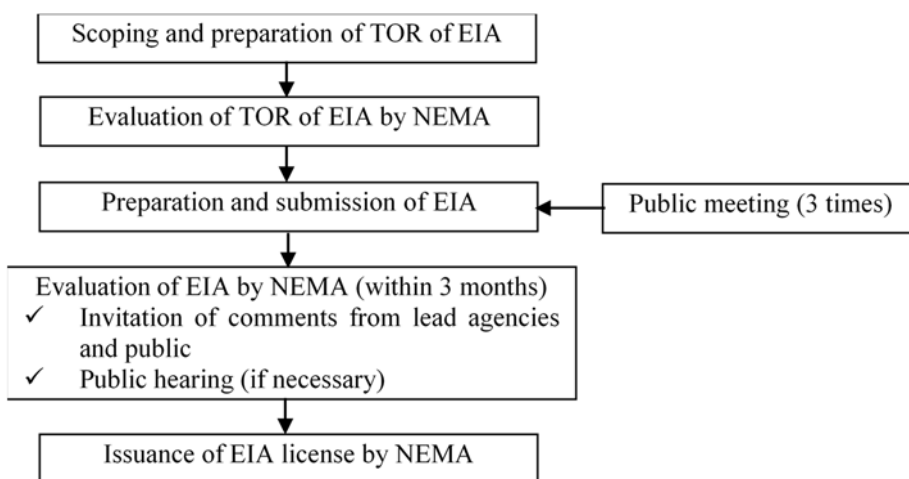 Scoping and preparation of TOR of EIA
Evaluation of TOR of EIA by NEMA
Preparation and submission of EIA
Public meeting (3 times)
Evaluation of EIA by NEMA (within 3 months)
✓ Invitation of comments from lead agencies
and public
✓ Public hearing (if necessary)
Issuance of EIA license by NEMA